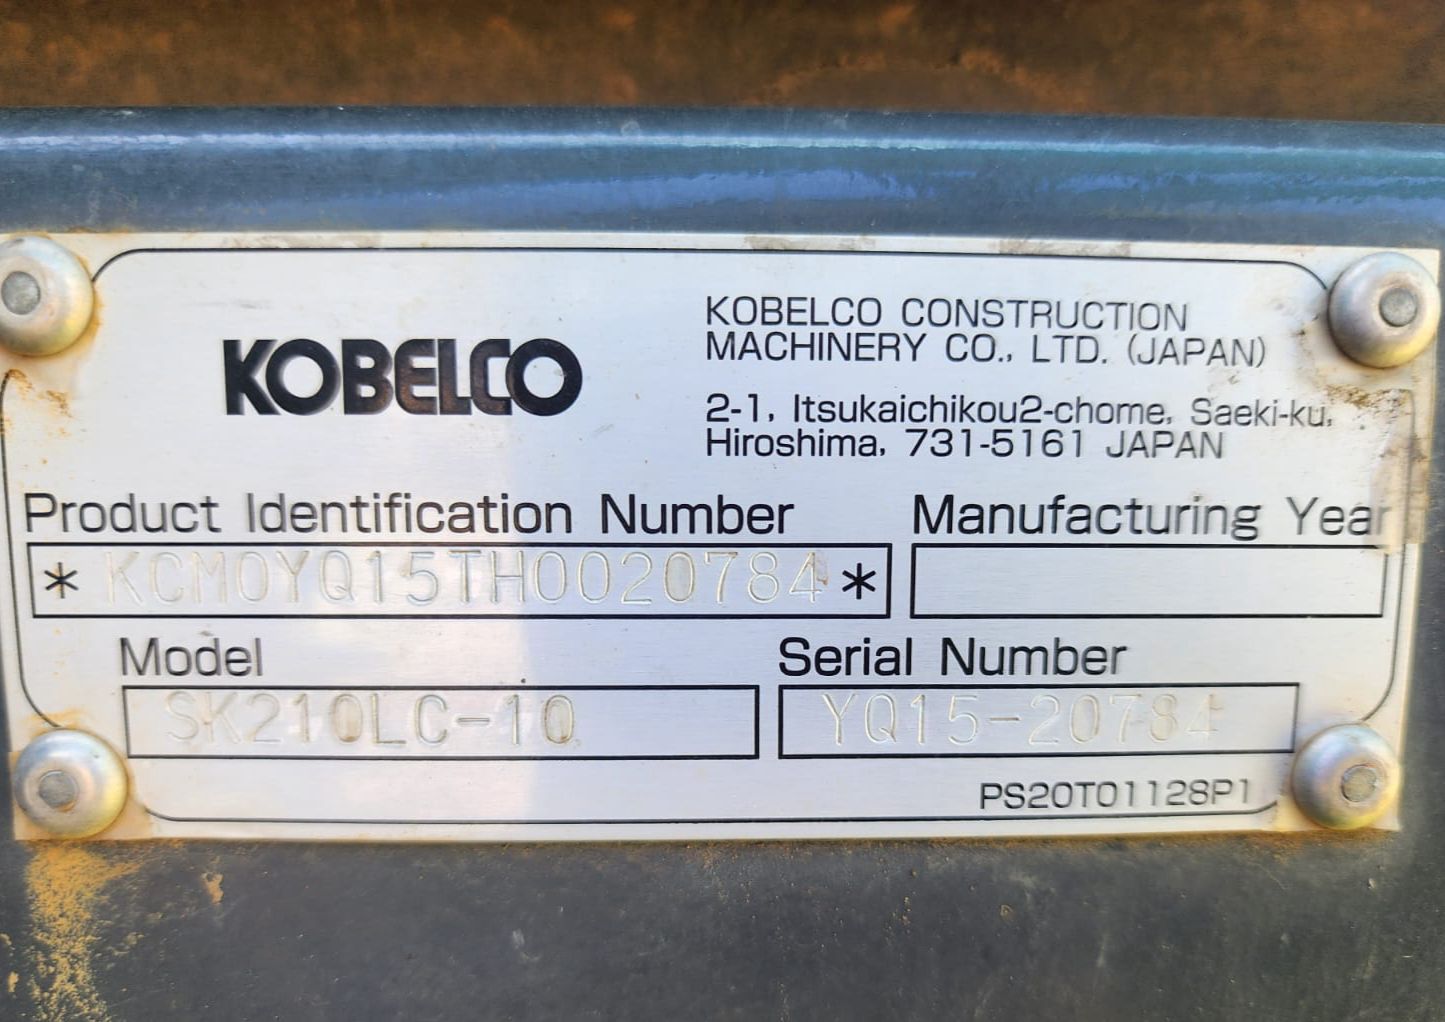 KOBELCO
KOBELCO CONSTRUCTION
MACHINERY CO., LTD. (JAPAN)
2-1, Itsukaichikou2-chome, Saeki-ku,
Hiroshima, 731-5161 JAPAN
Product Identification Number
Manufacturing Year
* KCM0YQ15TH0020784 *
Model
Serial Number
SK210LC-10
YQ15-20784
PS20T01128P1